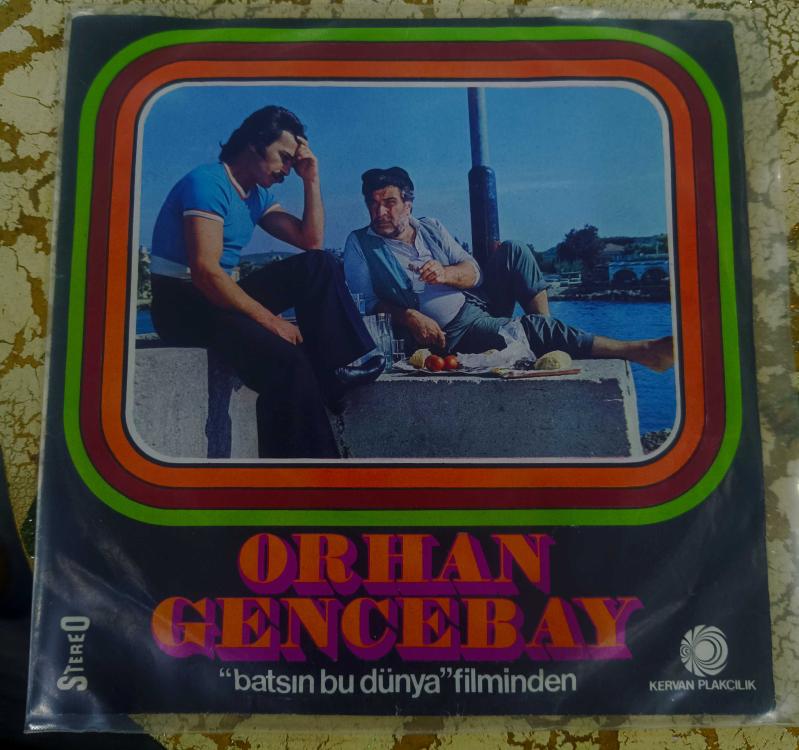 ORHAN
GENCEBAY
"batsın bu dünya" filminden
STEREO
KERVAN PLAKCILIK